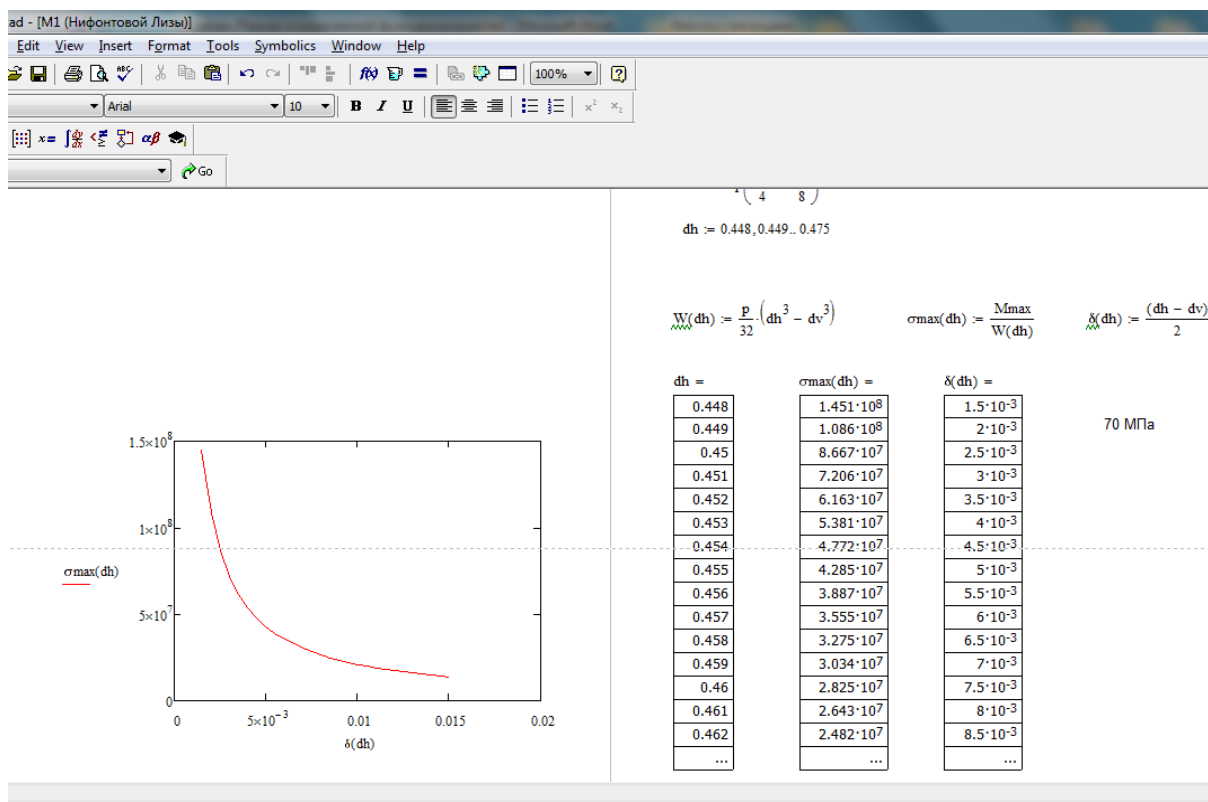 ad - [M1 (Нифонтовой Лизы)]
Edit View Insert Format Tools Symbolics Window Help
100%
Arial 10 B I U x² x₂
x= αβ
Go
4 8
dh := 0.448, 0.449.. 0.475
W(dh) := p/32 · (dh³ − dv³) σmax(dh) := Mmax/W(dh) δ(dh) := (dh − dv)/2
dh = σmax(dh) = δ(dh) =
0.448 1.451·10⁸ 1.5·10⁻³
0.449 1.086·10⁸ 2·10⁻³ 70 МПа
0.45 8.667·10⁷ 2.5·10⁻³
0.451 7.206·10⁷ 3·10⁻³
0.452 6.163·10⁷ 3.5·10⁻³
0.453 5.381·10⁷ 4·10⁻³
0.454 4.772·10⁷ 4.5·10⁻³
0.455 4.285·10⁷ 5·10⁻³
0.456 3.887·10⁷ 5.5·10⁻³
0.457 3.555·10⁷ 6·10⁻³
0.458 3.275·10⁷ 6.5·10⁻³
0.459 3.034·10⁷ 7·10⁻³
0.46 2.825·10⁷ 7.5·10⁻³
0.461 2.643·10⁷ 8·10⁻³
0.462 2.482·10⁷ 8.5·10⁻³
... ... ...
1.5×10⁸
1×10⁸
σmax(dh)
5×10⁷
0
0 5×10⁻³ 0.01 0.015 0.02
δ(dh)